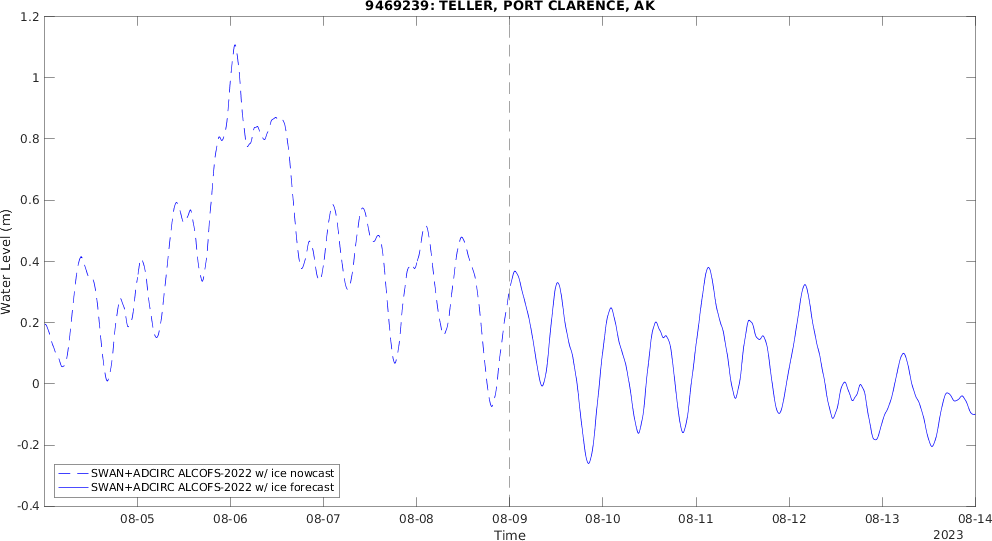 9469239: TELLER, PORT CLARENCE, AK
1.2
1
0.8
0.6
0.4
0.2
0
-0.2
-0.4
Water Level (m)
SWAN+ADCIRC ALCOFS-2022 w/ ice nowcast
SWAN+ADCIRC ALCOFS-2022 w/ ice forecast
08-05 08-06 08-07 08-08 08-09 08-10 08-11 08-12 08-13 08-14
Time
2023